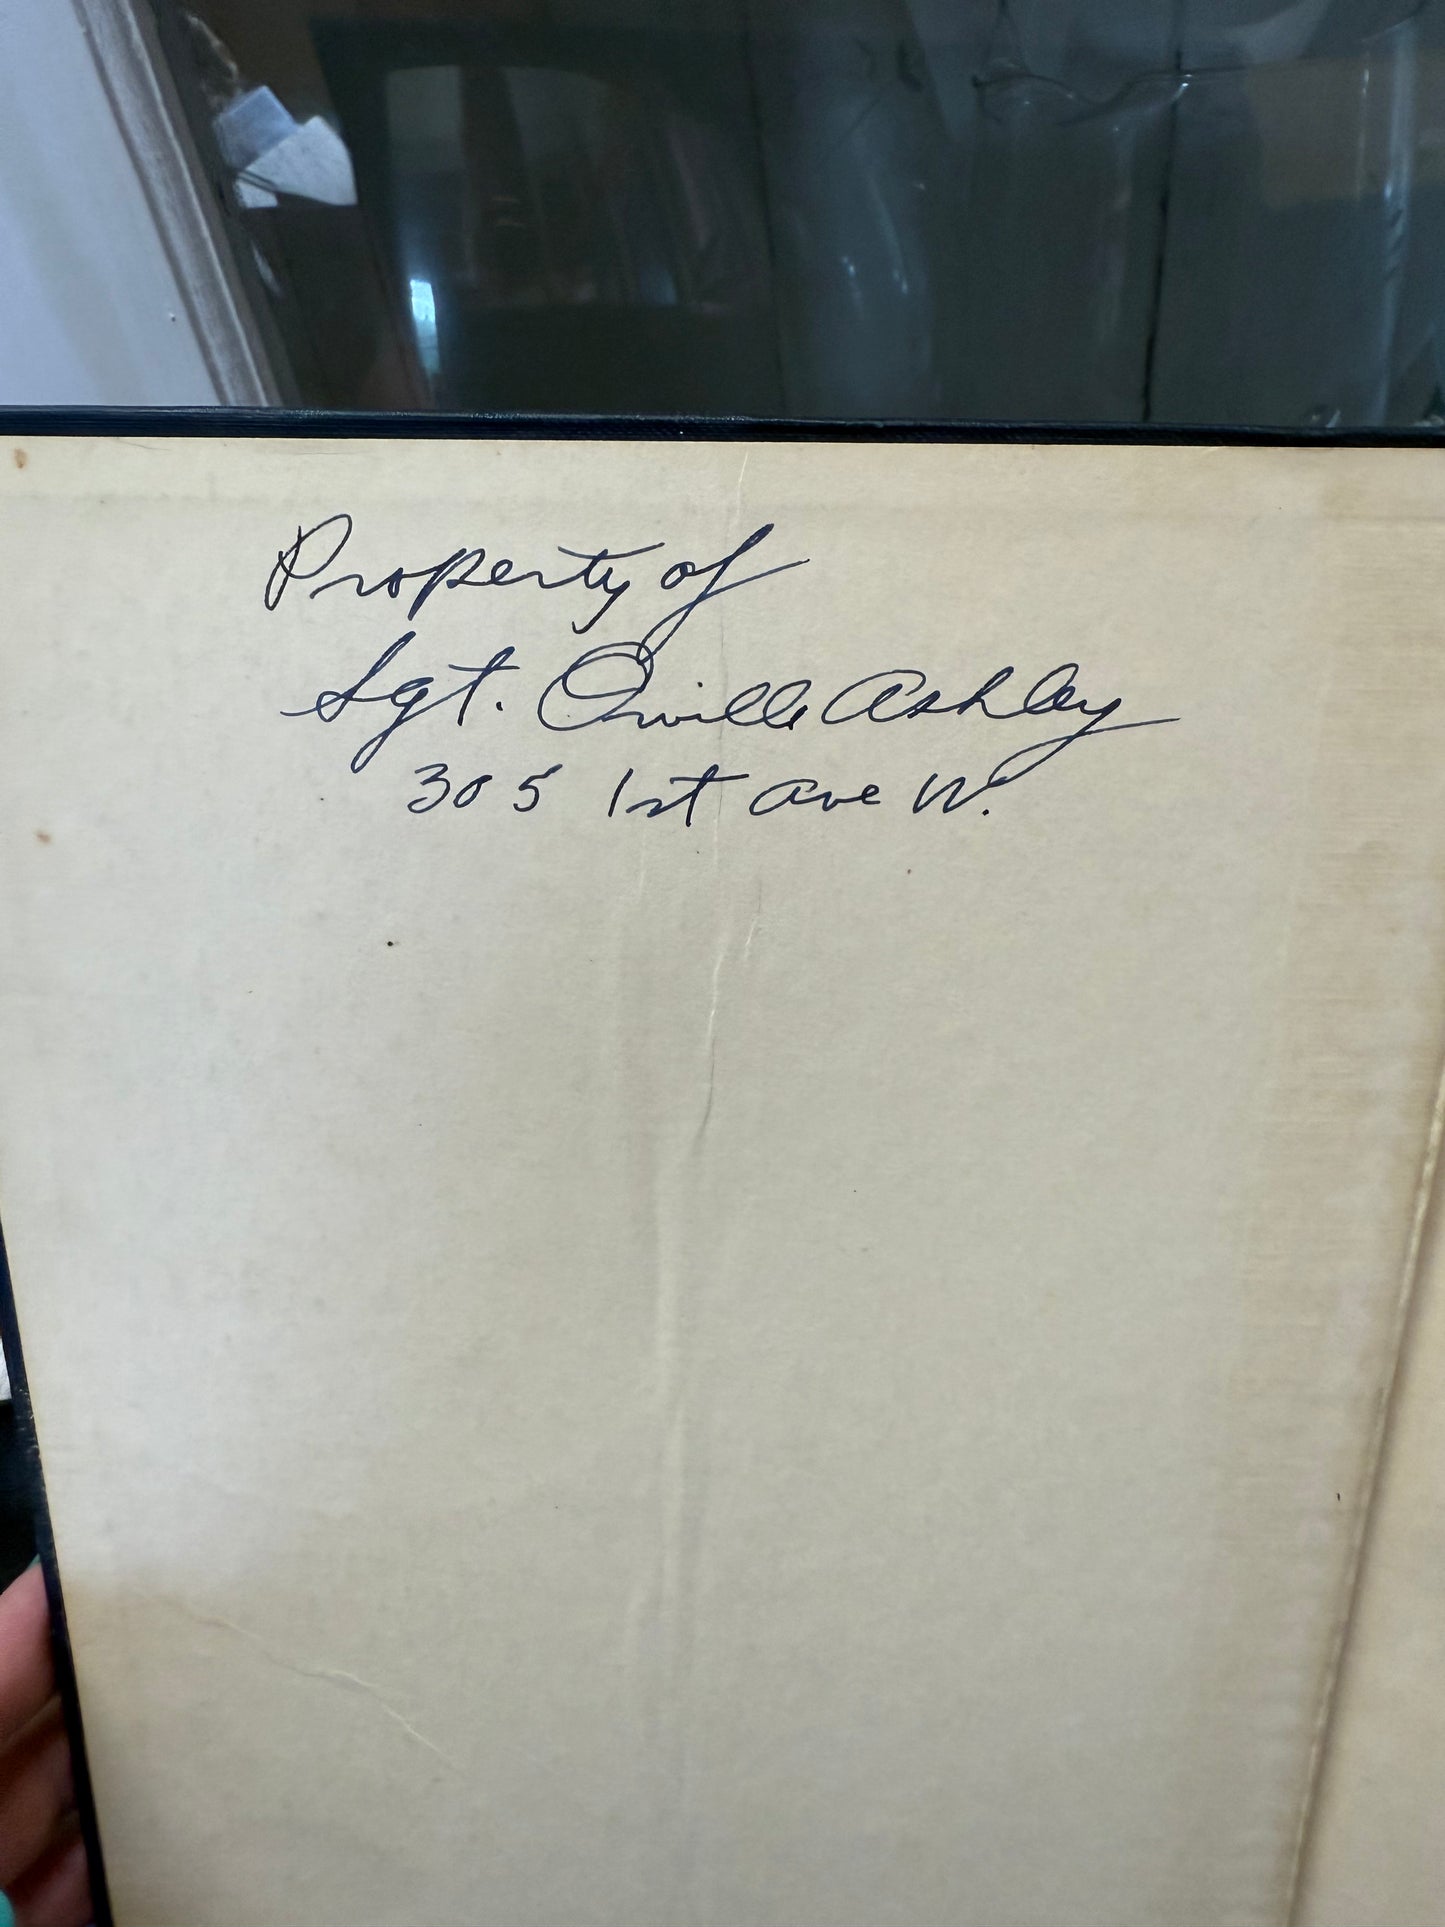 Property of
Sgt. Orville Ashley
305 1st Ave W.